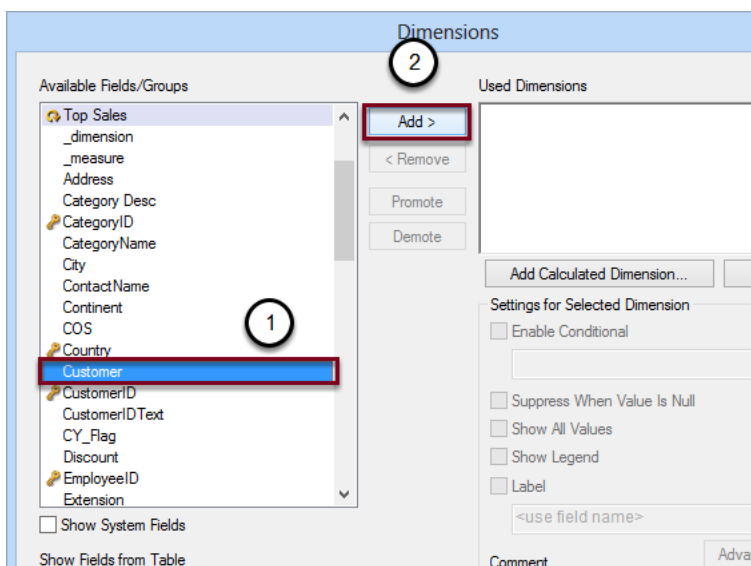 Dimensions
2
Available Fields/Groups
Used Dimensions
Top Sales
_dimension
_measure
Address
Category Desc
CategoryID
CategoryName
City
ContactName
Continent
COS
Country
Customer
CustomerID
CustomerIDText
CY_Flag
Discount
EmployeeID
Extension
1
Show System Fields
Show Fields from Table
Add >
< Remove
Promote
Demote
Add Calculated Dimension...
Settings for Selected Dimension
Enable Conditional
Suppress When Value Is Null
Show All Values
Show Legend
Label
<use field name>
Comment
Adva